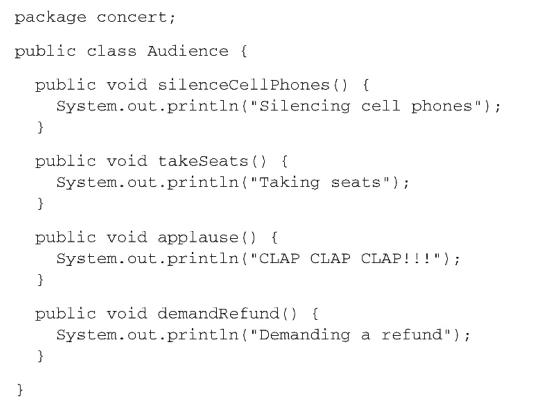 package concert;
public class Audience {
public void silenceCellPhones() {
System.out.println("Silencing cell phones");
}
public void takeSeats() {
System.out.println("Taking seats");
}
public void applause() {
System.out.println("CLAP CLAP CLAP!!!");
}
public void demandRefund() {
System.out.println("Demanding a refund");
}
}